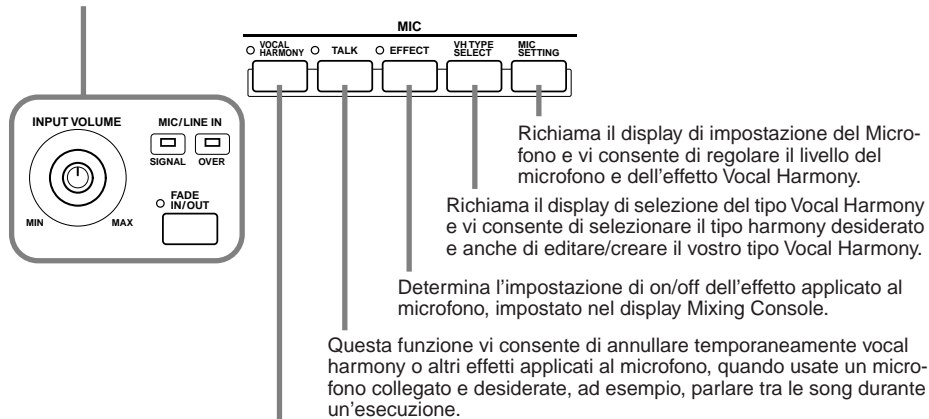 MIC
VOCAL HARMONY
TALK
EFFECT
VH TYPE SELECT
MIC SETTING
INPUT VOLUME
MIC/LINE IN
SIGNAL
OVER
FADE IN/OUT
MIN
MAX
Richiama il display di impostazione del Micro-
fono e vi consente di regolare il livello del
microfono e dell'effetto Vocal Harmony.
Richiama il display di selezione del tipo Vocal Harmony
e vi consente di selezionare il tipo harmony desiderato
e anche di editare/creare il vostro tipo Vocal Harmony.
Determina l'impostazione di on/off dell'effetto applicato al
microfono, impostato nel display Mixing Console.
Questa funzione vi consente di annullare temporaneamente vocal
harmony o altri effetti applicati al microfono, quando usate un micro-
fono collegato e desiderate, ad esempio, parlare tra le song durante
un'esecuzione.